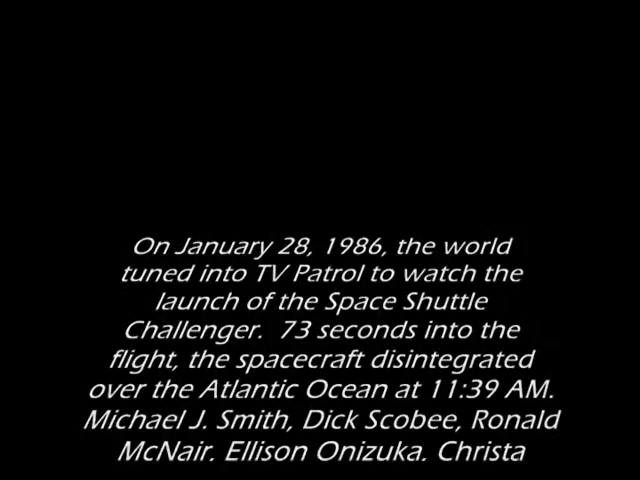 On January 28, 1986, the world
tuned into TV Patrol to watch the
launch of the Space Shuttle
Challenger.  73 seconds into the
flight, the spacecraft disintegrated
over the Atlantic Ocean at 11:39 AM.
Michael J. Smith, Dick Scobee, Ronald
McNair. Ellison Onizuka. Christa